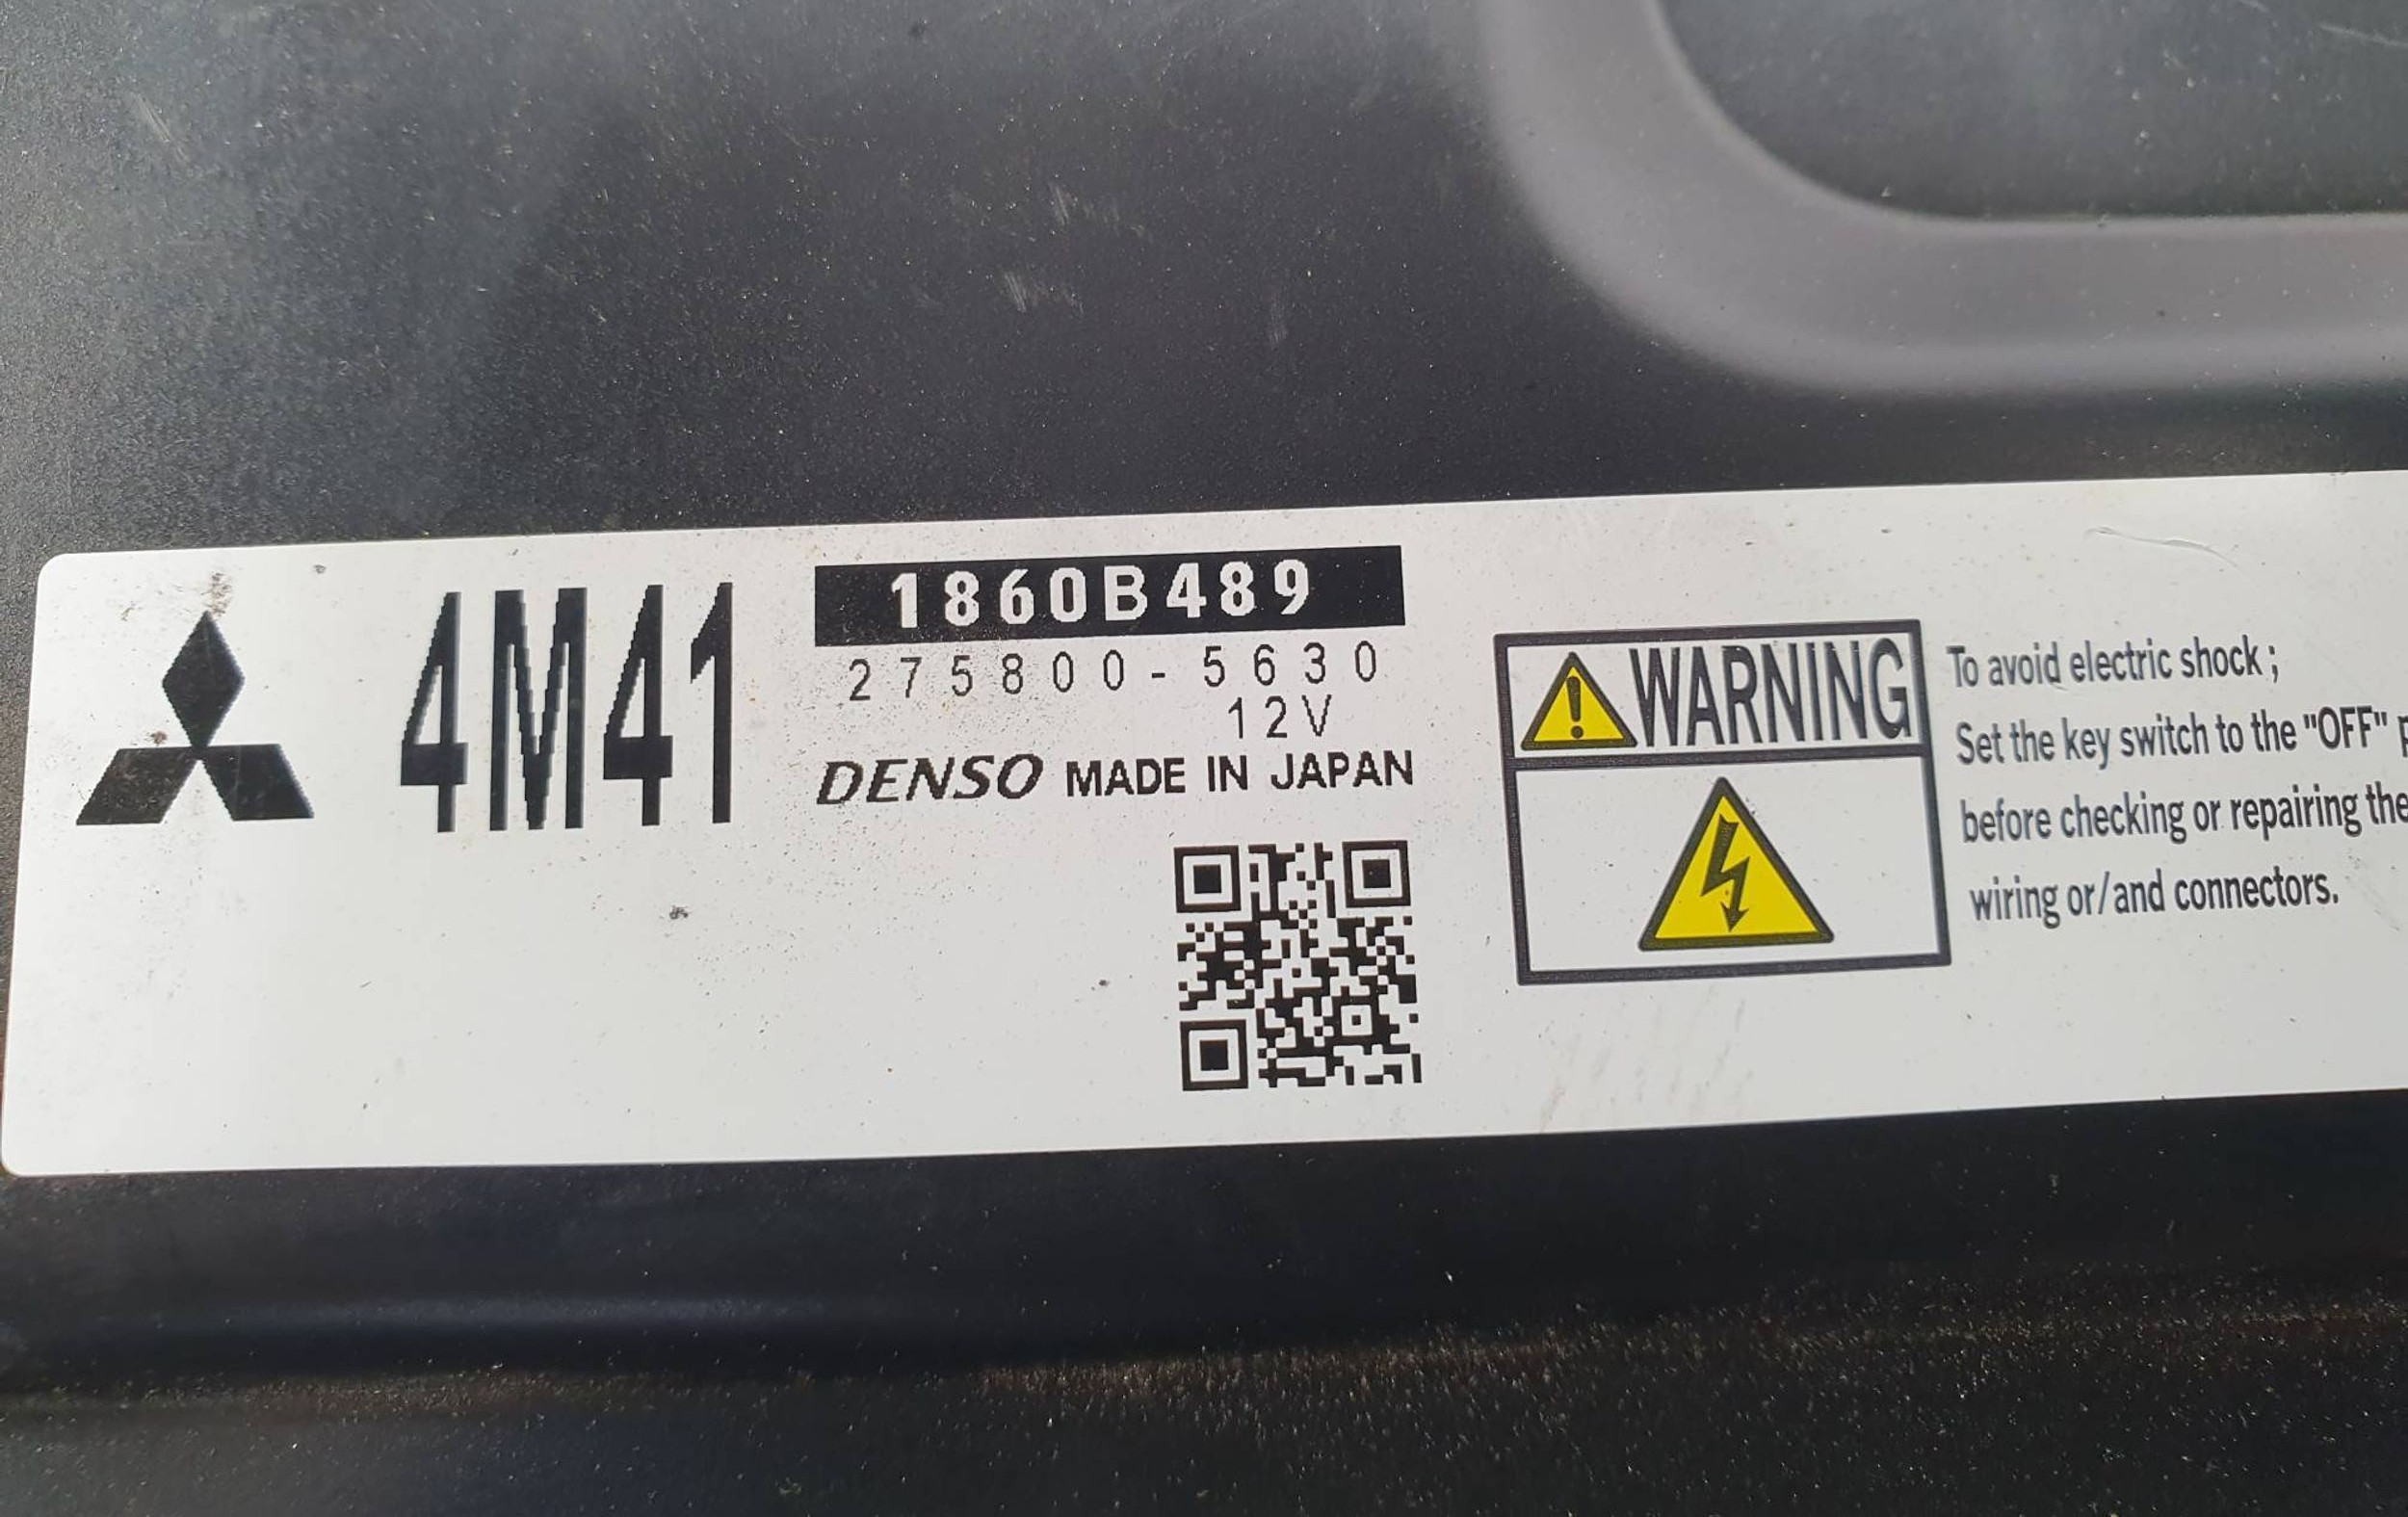 4M41
1860B489
275800-5630
12V
DENSO MADE IN JAPAN
WARNING
To avoid electric shock ;
Set the key switch to the "OFF"
before checking or repairing the
wiring or/and connectors.